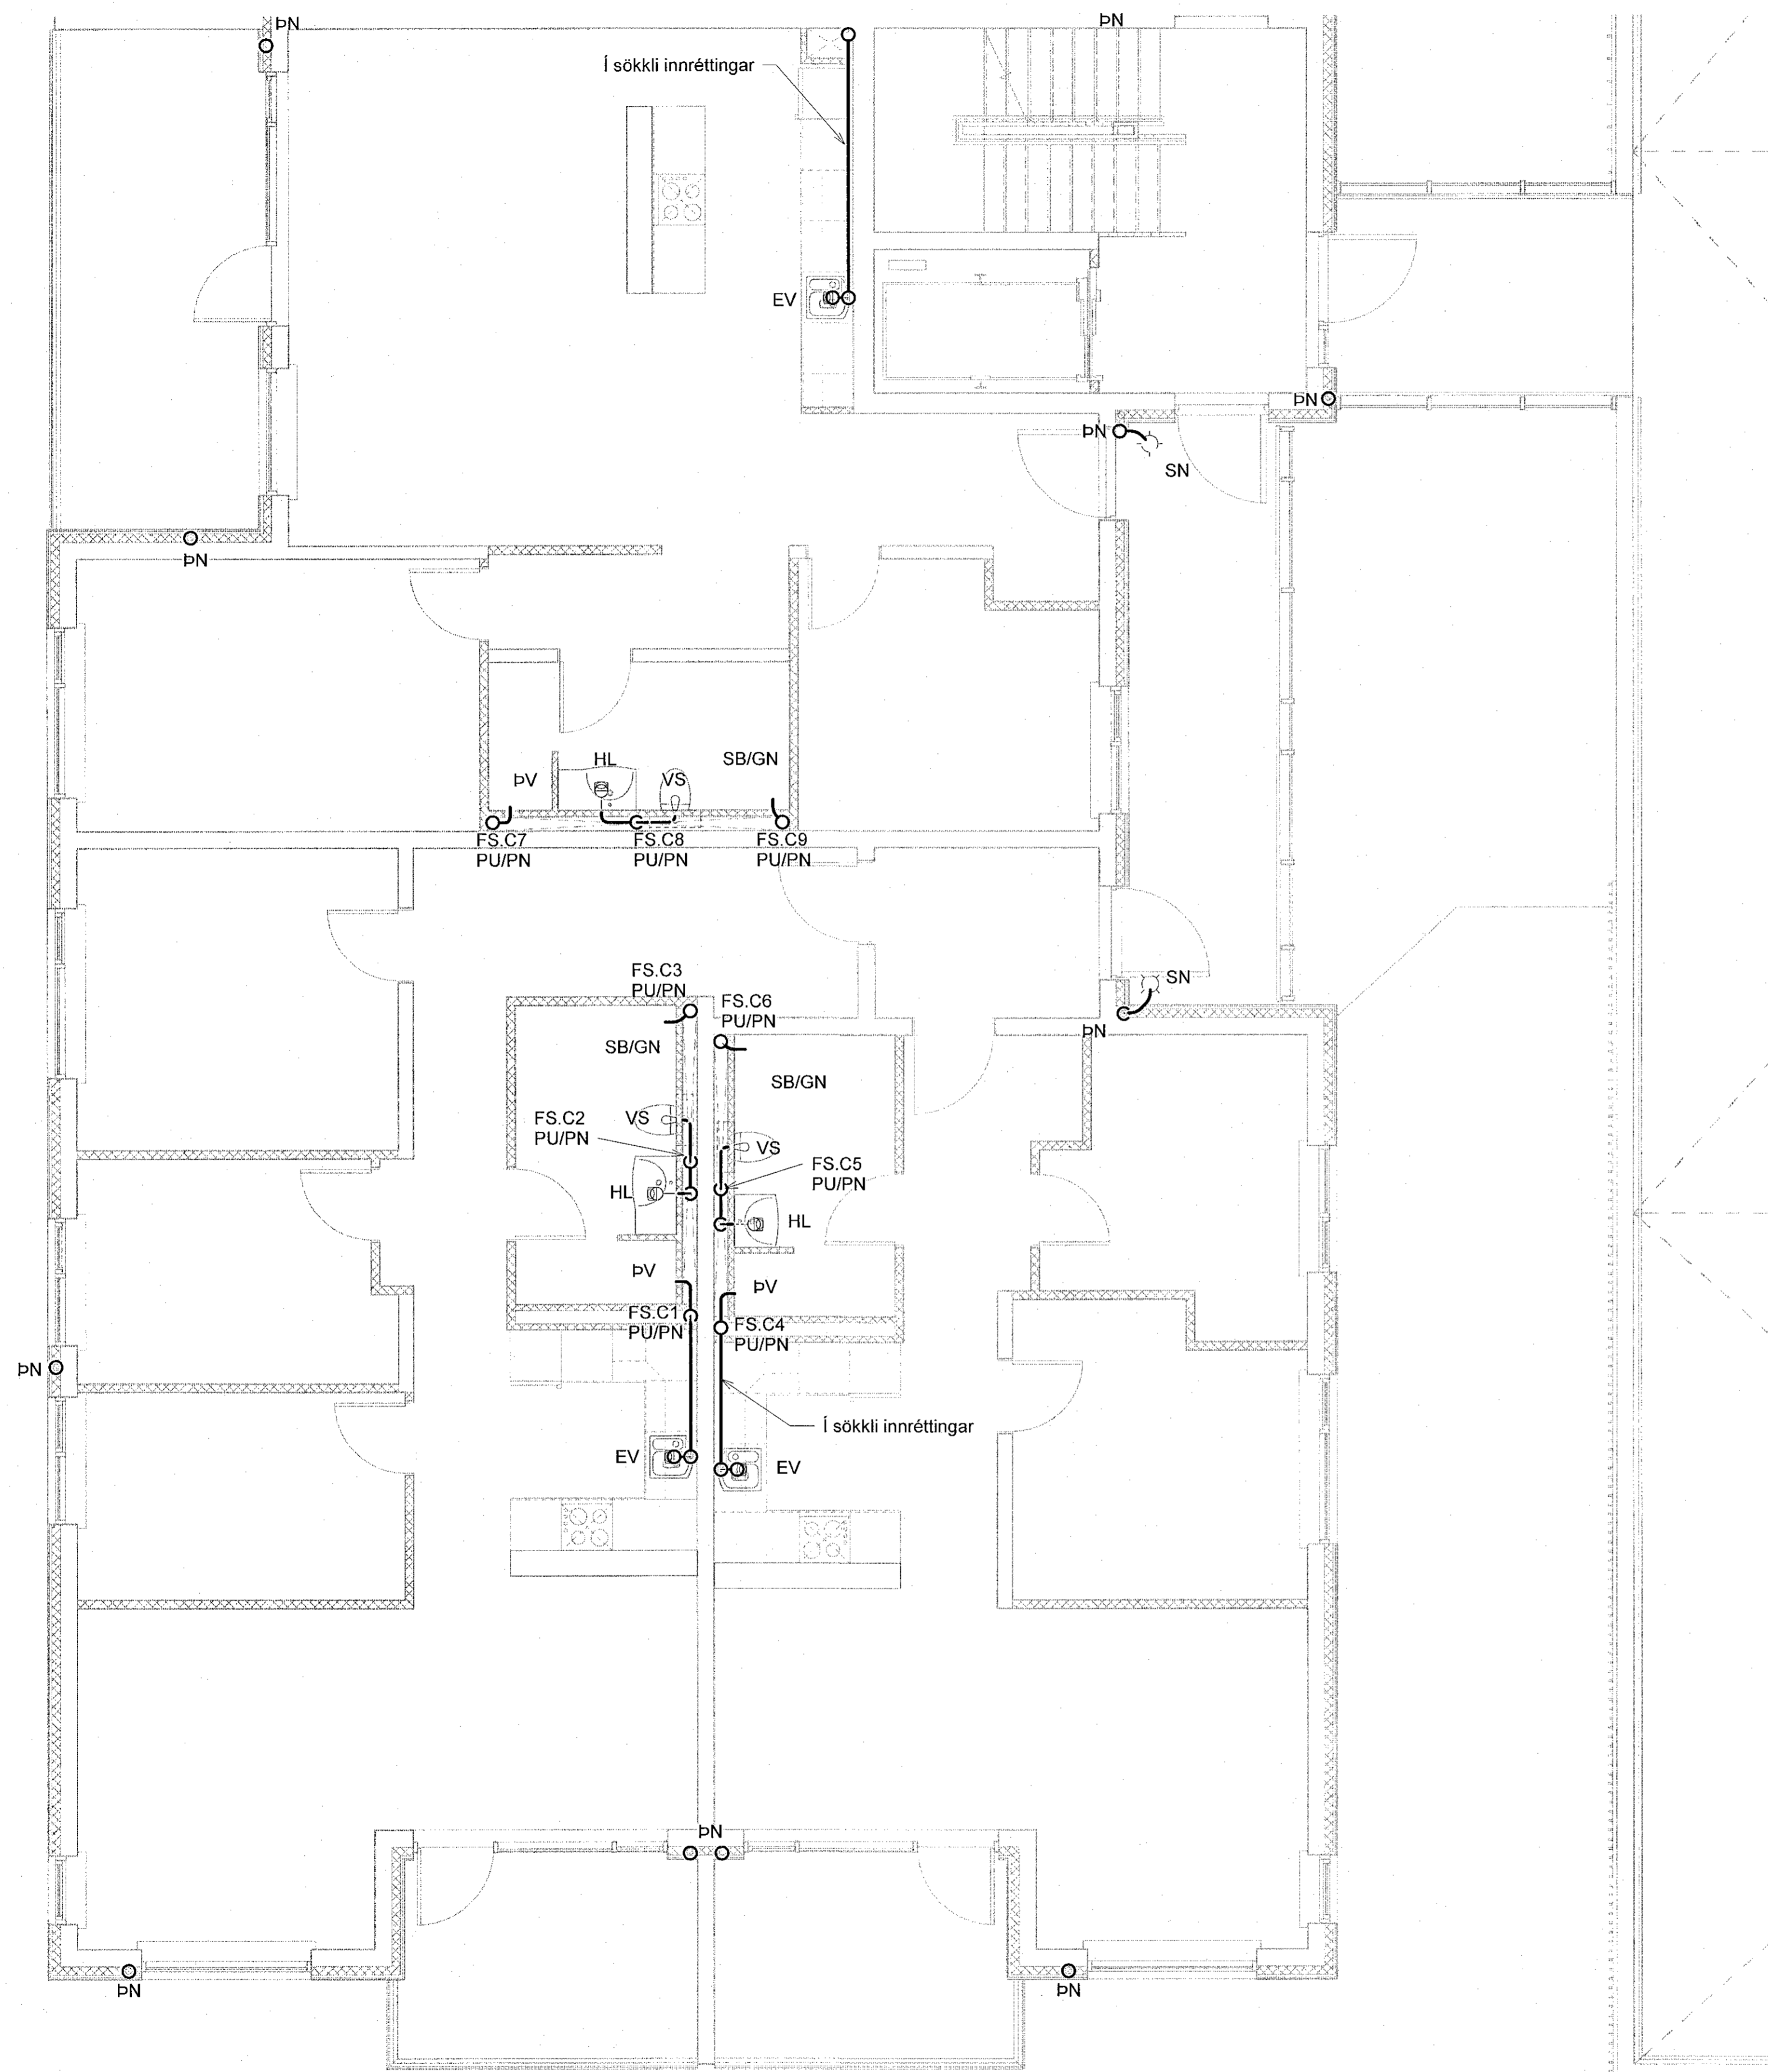 ÞN
ÞN
Í sökkli innréttingar
EV
ÞN
ÞN
SN
ÞN
HL
VS
SB/GN
ÞV
FS.C7
PU/PN
FS.C8
PU/PN
FS.C9
PU/PN
FS.C3
PU/PN
FS.C6
PU/PN
SN
ÞN
SB/GN
SB/GN
FS.C2
PU/PN
VS
VS
FS.C5
PU/PN
HL
HL
ÞV
ÞV
FS.C1
PU/PN
FS.C4
PU/PN
ÞN
Í sökkli innréttingar
EV
EV
ÞN
ÞN
ÞN